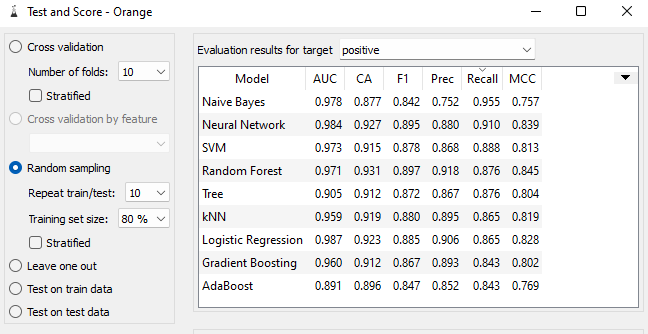 Test and Score - Orange
Cross validation
Number of folds: 10
Stratified
Cross validation by feature
Random sampling
Repeat train/test: 10
Training set size: 80 %
Stratified
Leave one out
Test on train data
Test on test data
Evaluation results for target positive
Model AUC CA F1 Prec Recall MCC
Naive Bayes 0.978 0.877 0.842 0.752 0.955 0.757
Neural Network 0.984 0.927 0.895 0.880 0.910 0.839
SVM 0.973 0.915 0.878 0.868 0.888 0.813
Random Forest 0.971 0.931 0.897 0.918 0.876 0.845
Tree 0.905 0.912 0.872 0.867 0.876 0.804
kNN 0.959 0.919 0.880 0.895 0.865 0.819
Logistic Regression 0.987 0.923 0.885 0.906 0.865 0.828
Gradient Boosting 0.960 0.912 0.867 0.893 0.843 0.802
AdaBoost 0.891 0.896 0.847 0.852 0.843 0.769